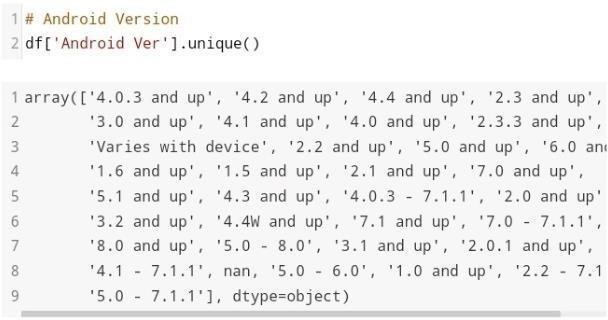 1 # Android Version
2 df['Android Ver'].unique()
1 array(['4.0.3 and up', '4.2 and up', '4.4 and up', '2.3 and up',
2 '3.0 and up', '4.1 and up', '4.0 and up', '2.3.3 and up',
3 'Varies with device', '2.2 and up', '5.0 and up', '6.0 and
4 '1.6 and up', '1.5 and up', '2.1 and up', '7.0 and up',
5 '5.1 and up', '4.3 and up', '4.0.3 - 7.1.1', '2.0 and up'
6 '3.2 and up', '4.4W and up', '7.1 and up', '7.0 - 7.1.1',
7 '8.0 and up', '5.0 - 8.0', '3.1 and up', '2.0.1 and up',
8 '4.1 - 7.1.1', nan, '5.0 - 6.0', '1.0 and up', '2.2 - 7.1
9 '5.0 - 7.1.1'], dtype=object)